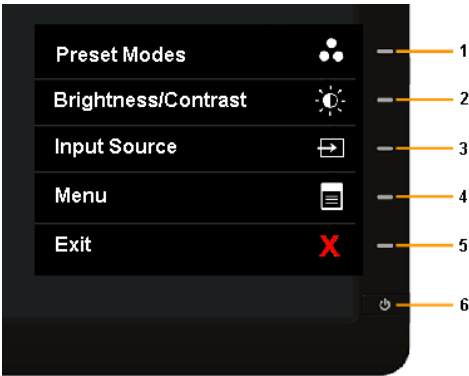 Preset Modes
1
Brightness/Contrast
2
Input Source
3
Menu
4
Exit
X
5
6